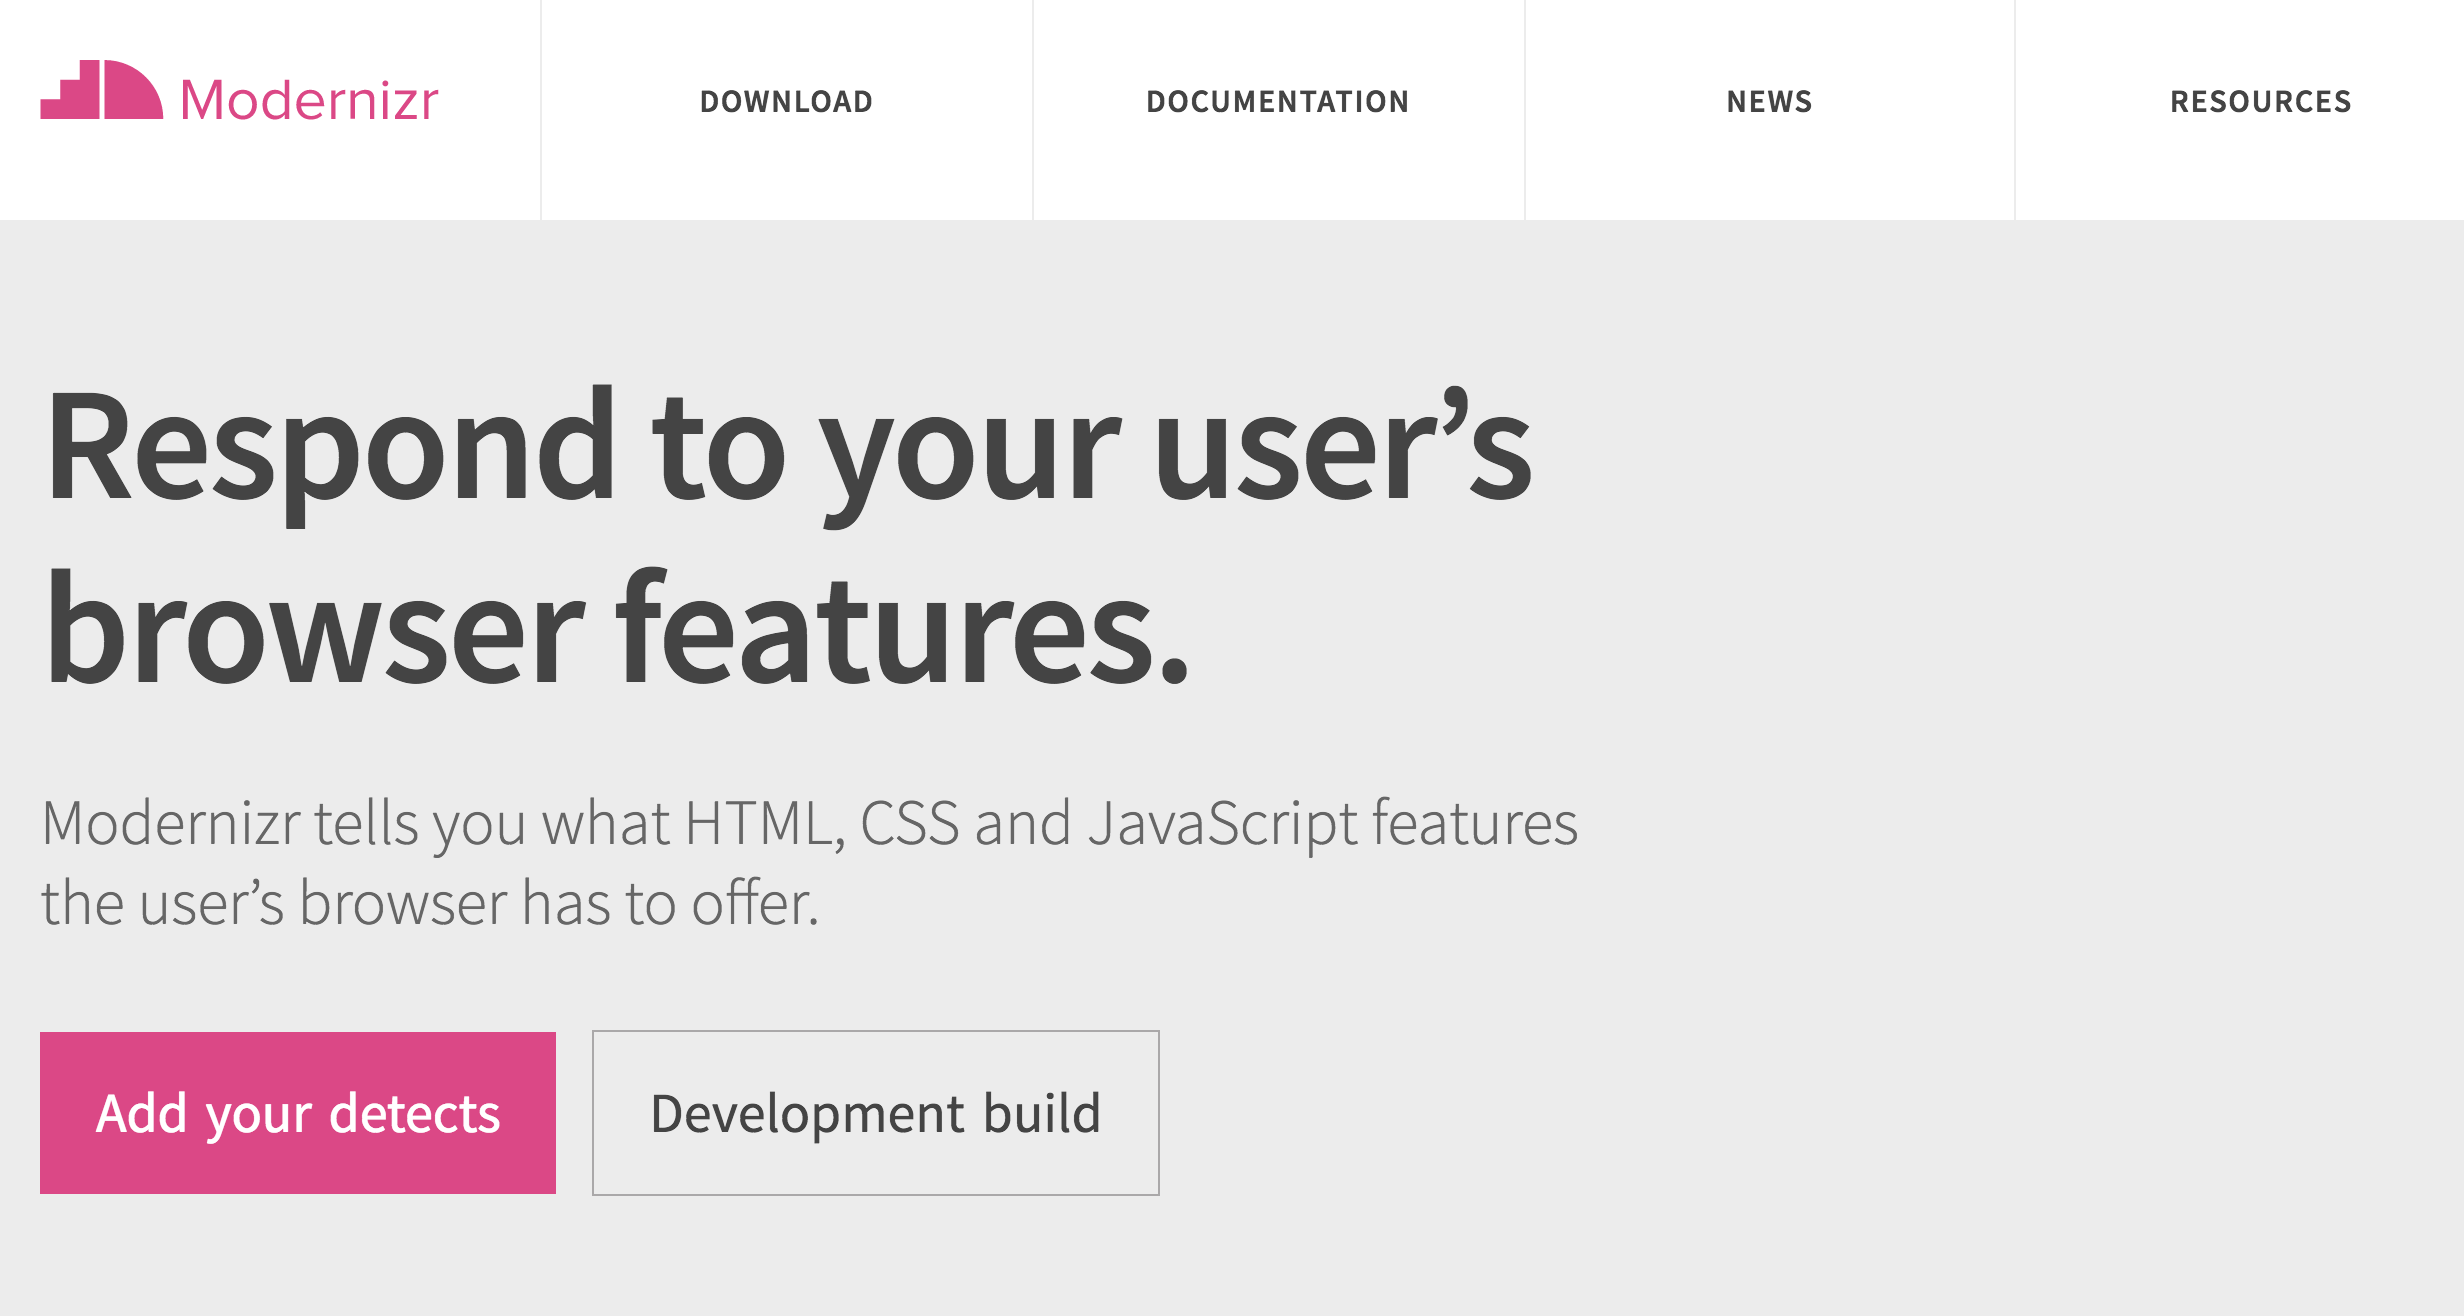 Modernizr
DOWNLOAD
DOCUMENTATION
NEWS
RESOURCES
Respond to your user’s
browser features.
Modernizr tells you what HTML, CSS and JavaScript features
the user’s browser has to offer.
Add your detects
Development build